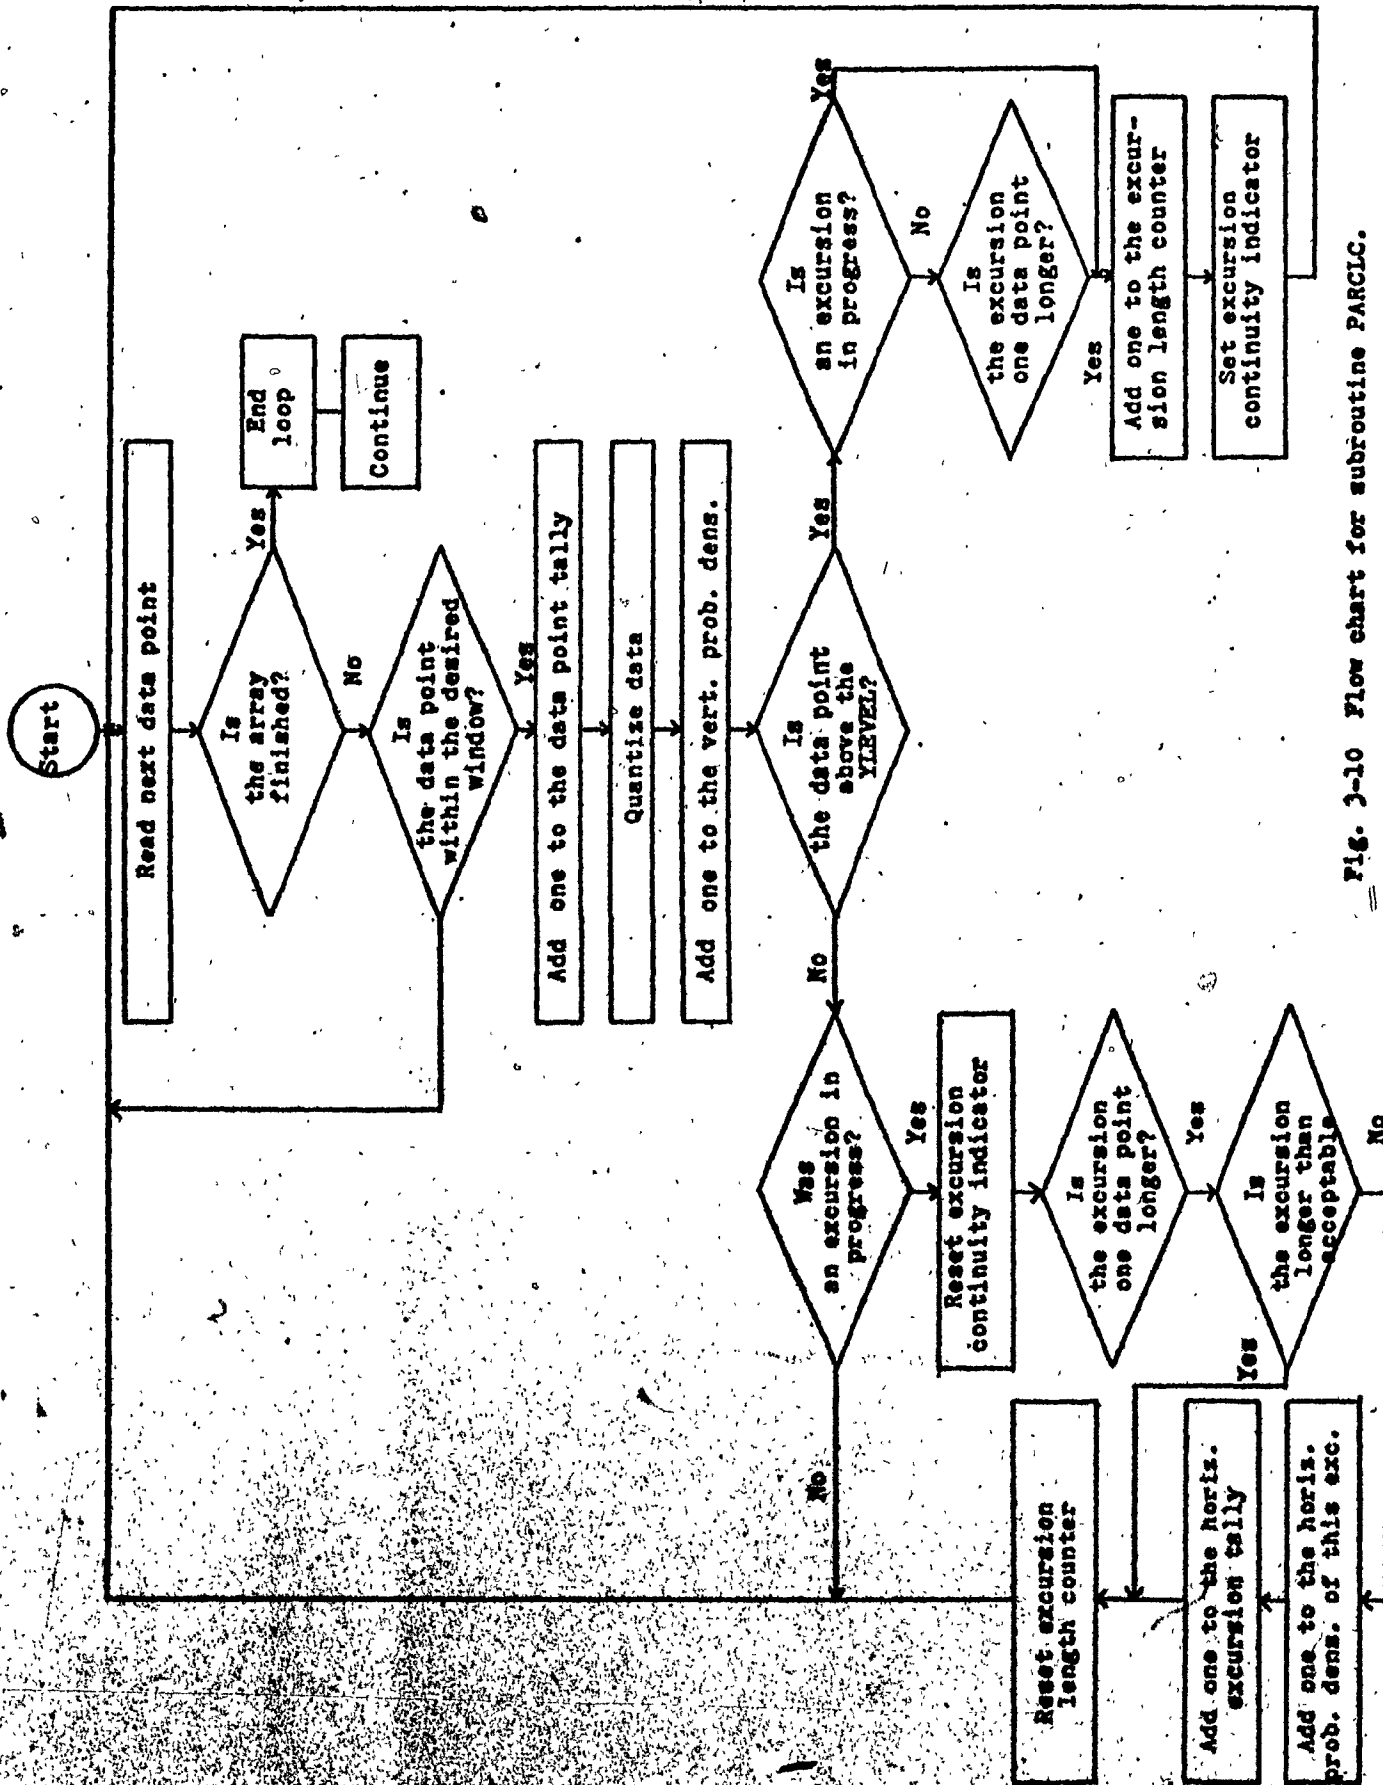 Start
Read next data point
Is
the array
finished?
Yes
End
loop
Continue
No
Is
the data point
within the desired
window?
Yes
Add one to the data point tally
Quantize data
Add one to the vert. prob. dens.
Is
the data point
above the
YLEVEL?
Yes
Is
an excursion
in progress?
Yes
No
Is
the excursion
one data point
longer?
Yes
Add one to the excur-
sion length counter
Set excursion
continuity indicator
No
Was
an excursion in
progress?
No
Yes
Reset excursion
continuity indicator
Is
the excursion
one data point
longer?
Yes
Is
the excursion
longer than
acceptable
Yes
No
Reset excursion
length counter
Add one to the horiz.
excursion tally
Add one to the horiz.
prob. dens. of this exc.
Fig. 3-10 Flow chart for subroutine PARCLC.